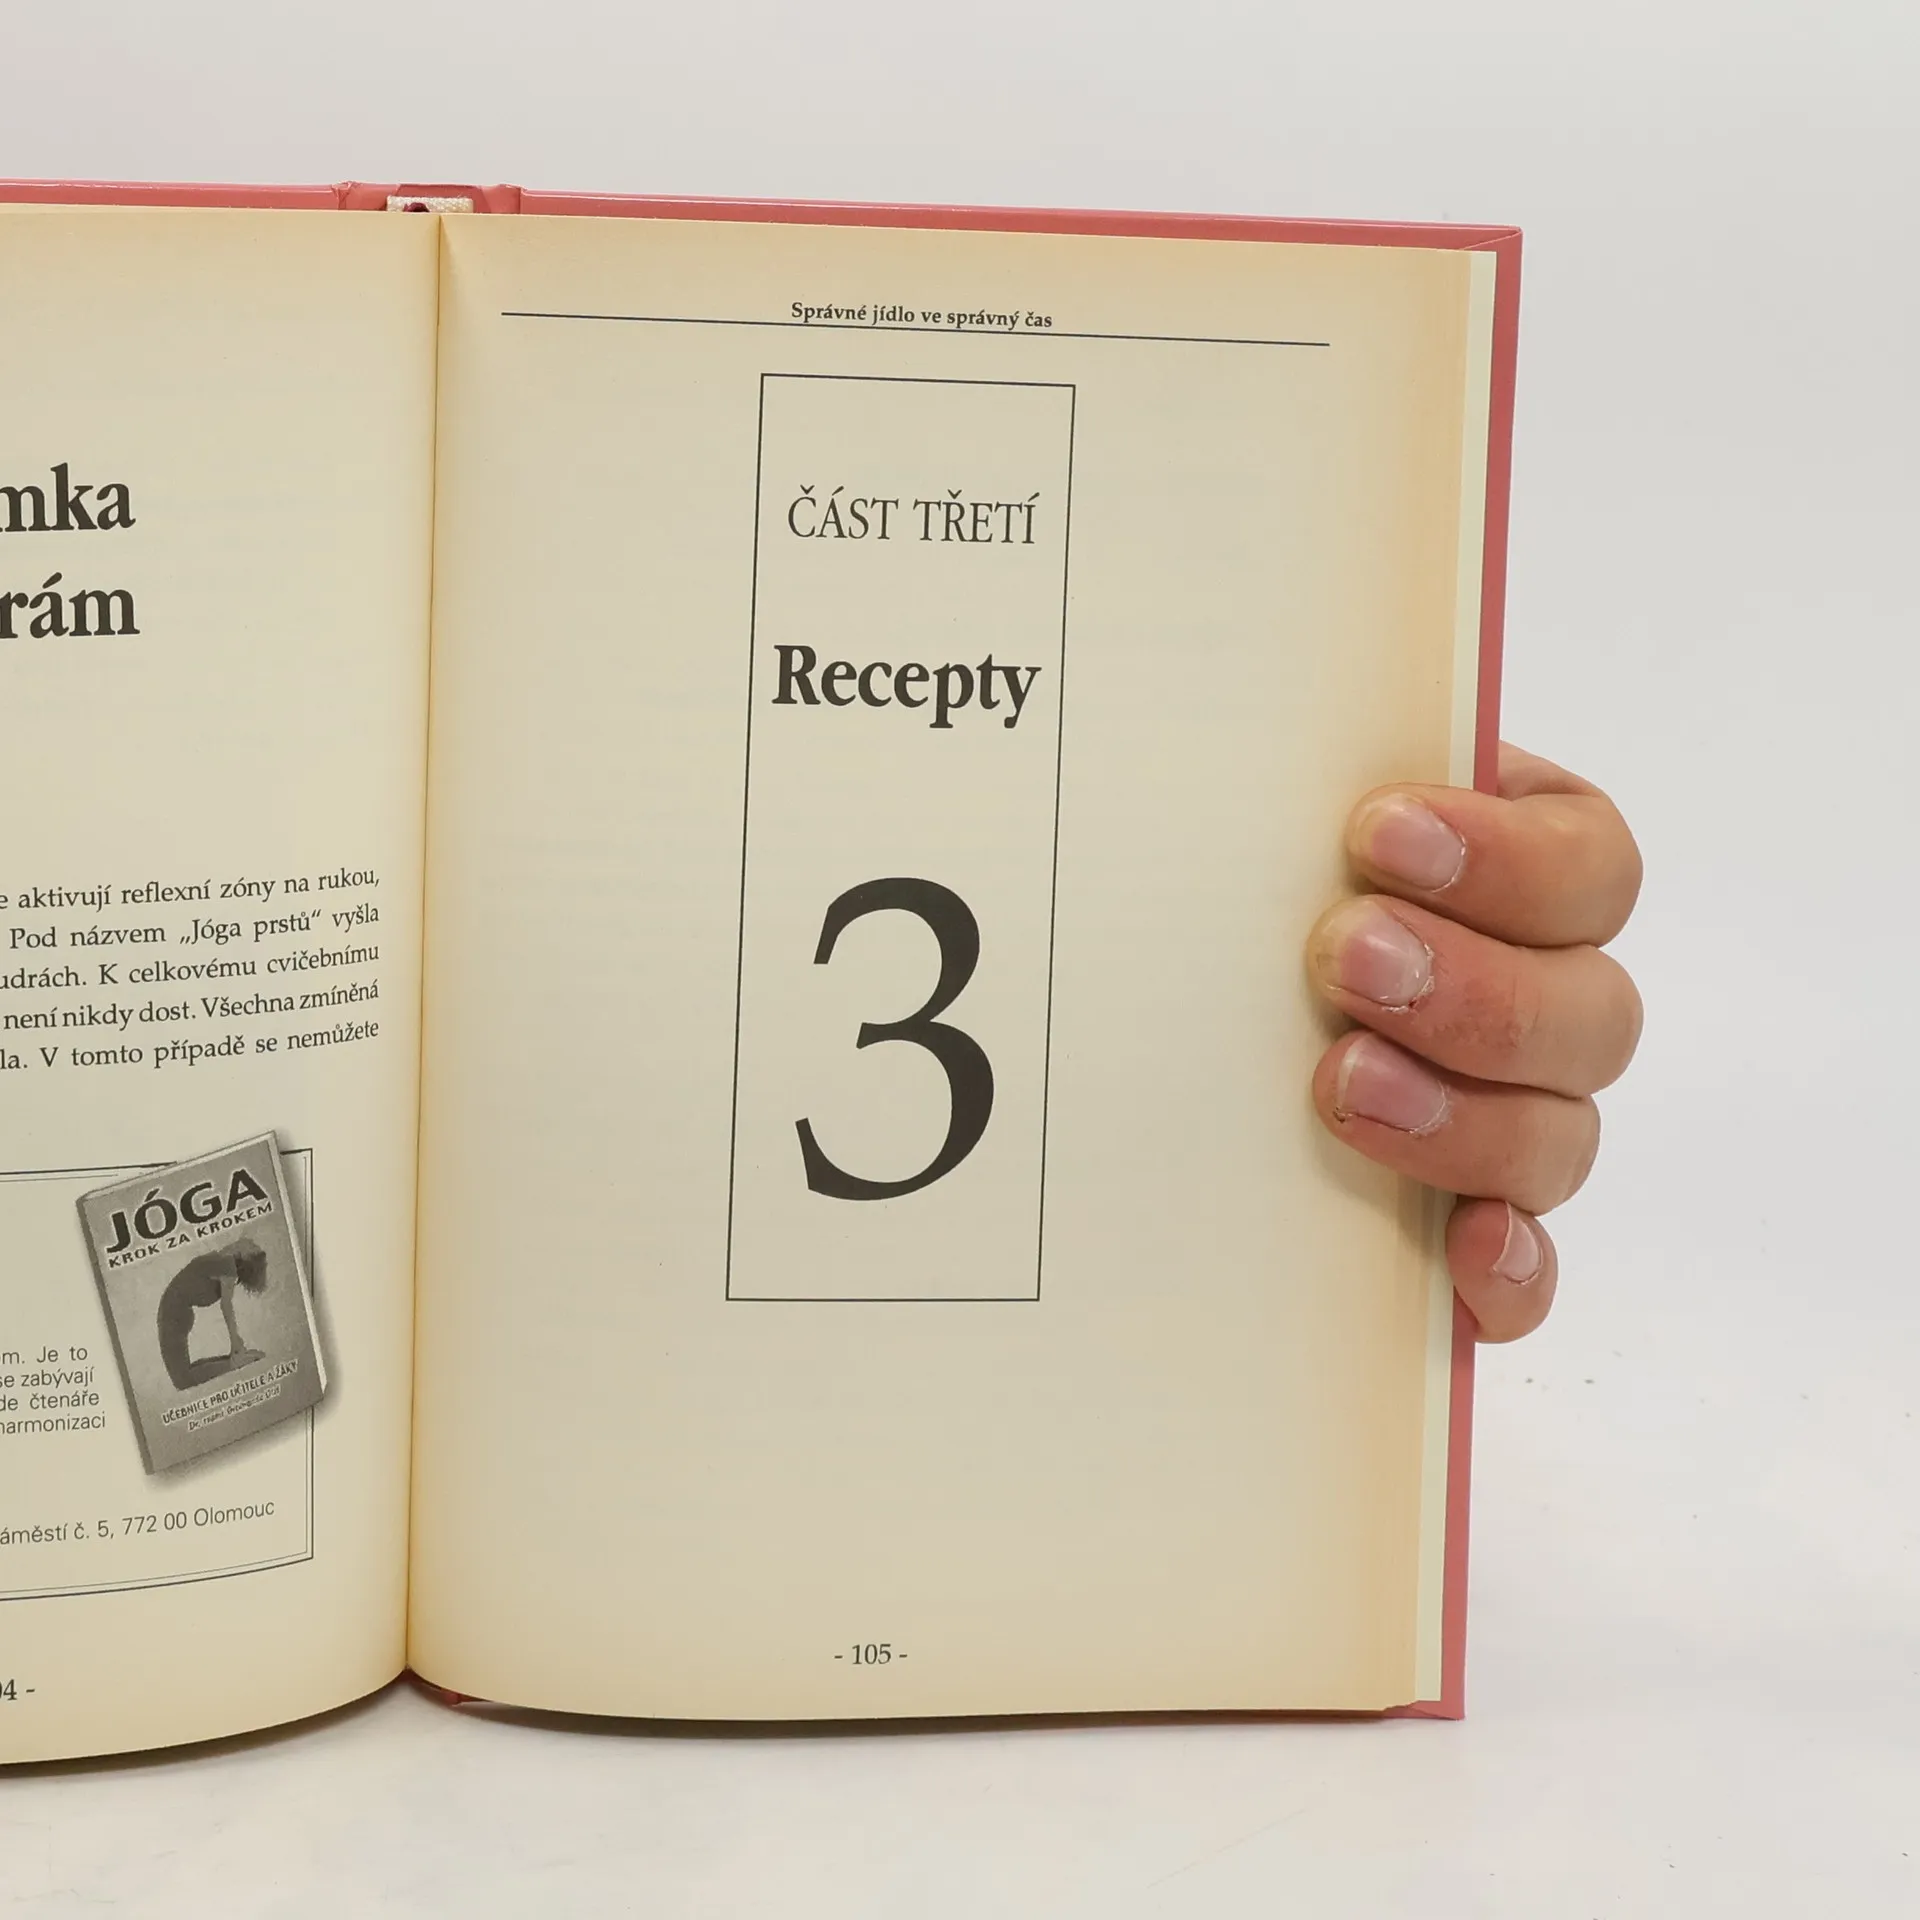 mka
rám
e aktivují reflexní zóny na rukou,
Pod názvem „Jóga prstů“ vyšla
udrách. K celkovému cvičebnímu
není nikdy dost. Všechna zmíněná
la. V tomto případě se nemůžete
JÓGA
KROK ZA KROKEM
UČEBNICE PRO UČITELE A ŽÁKY
m. Je to
se zabývají
de čtenáře
harmonizaci
áměstí č. 5, 772 00 Olomouc
04 -
Správné jídlo ve správný čas
ČÁST TŘETÍ
Recepty
3
- 105 -